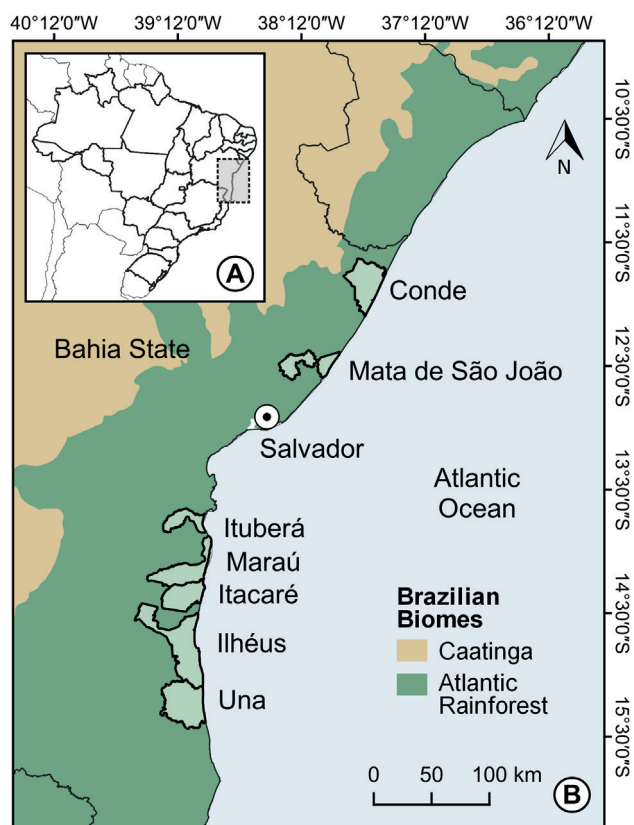 40°12'0"W 39°12'0"W 38°12'0"W 37°12'0"W 36°12'0"W
10°30'0"S
N
A
11°30'0"S
Conde
Bahia State
12°30'0"S
Mata de São João
Salvador
Atlantic
Ocean
13°30'0"S
Ituberá
Maraú
Itacaré
Brazilian
Biomes
14°30'0"S
Ilhéus
Caatinga
Atlantic
Rainforest
Una
15°30'0"S
0 50 100 km
B